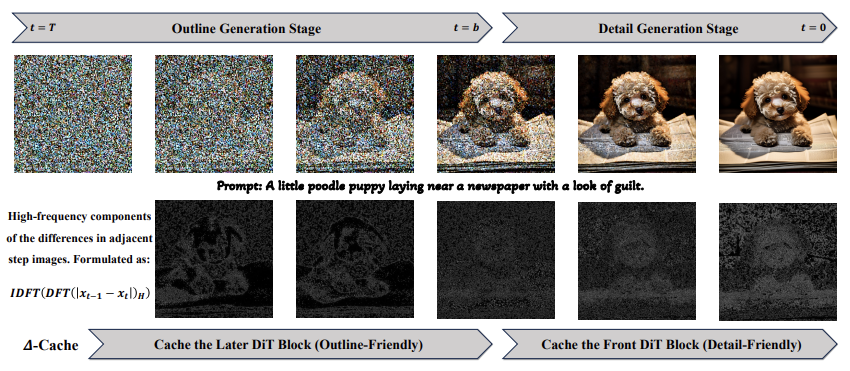 t = T
Outline Generation Stage
t = b
Detail Generation Stage
t = 0
Prompt: A little poodle puppy laying near a newspaper with a look of guilt.
High-frequency components
of the differences in adjacent
step images. Formulated as:
IDFT(DFT(|x_{t−1} − x_t|)_H)
Δ-Cache
Cache the Later DiT Block (Outline-Friendly)
Cache the Front DiT Block (Detail-Friendly)